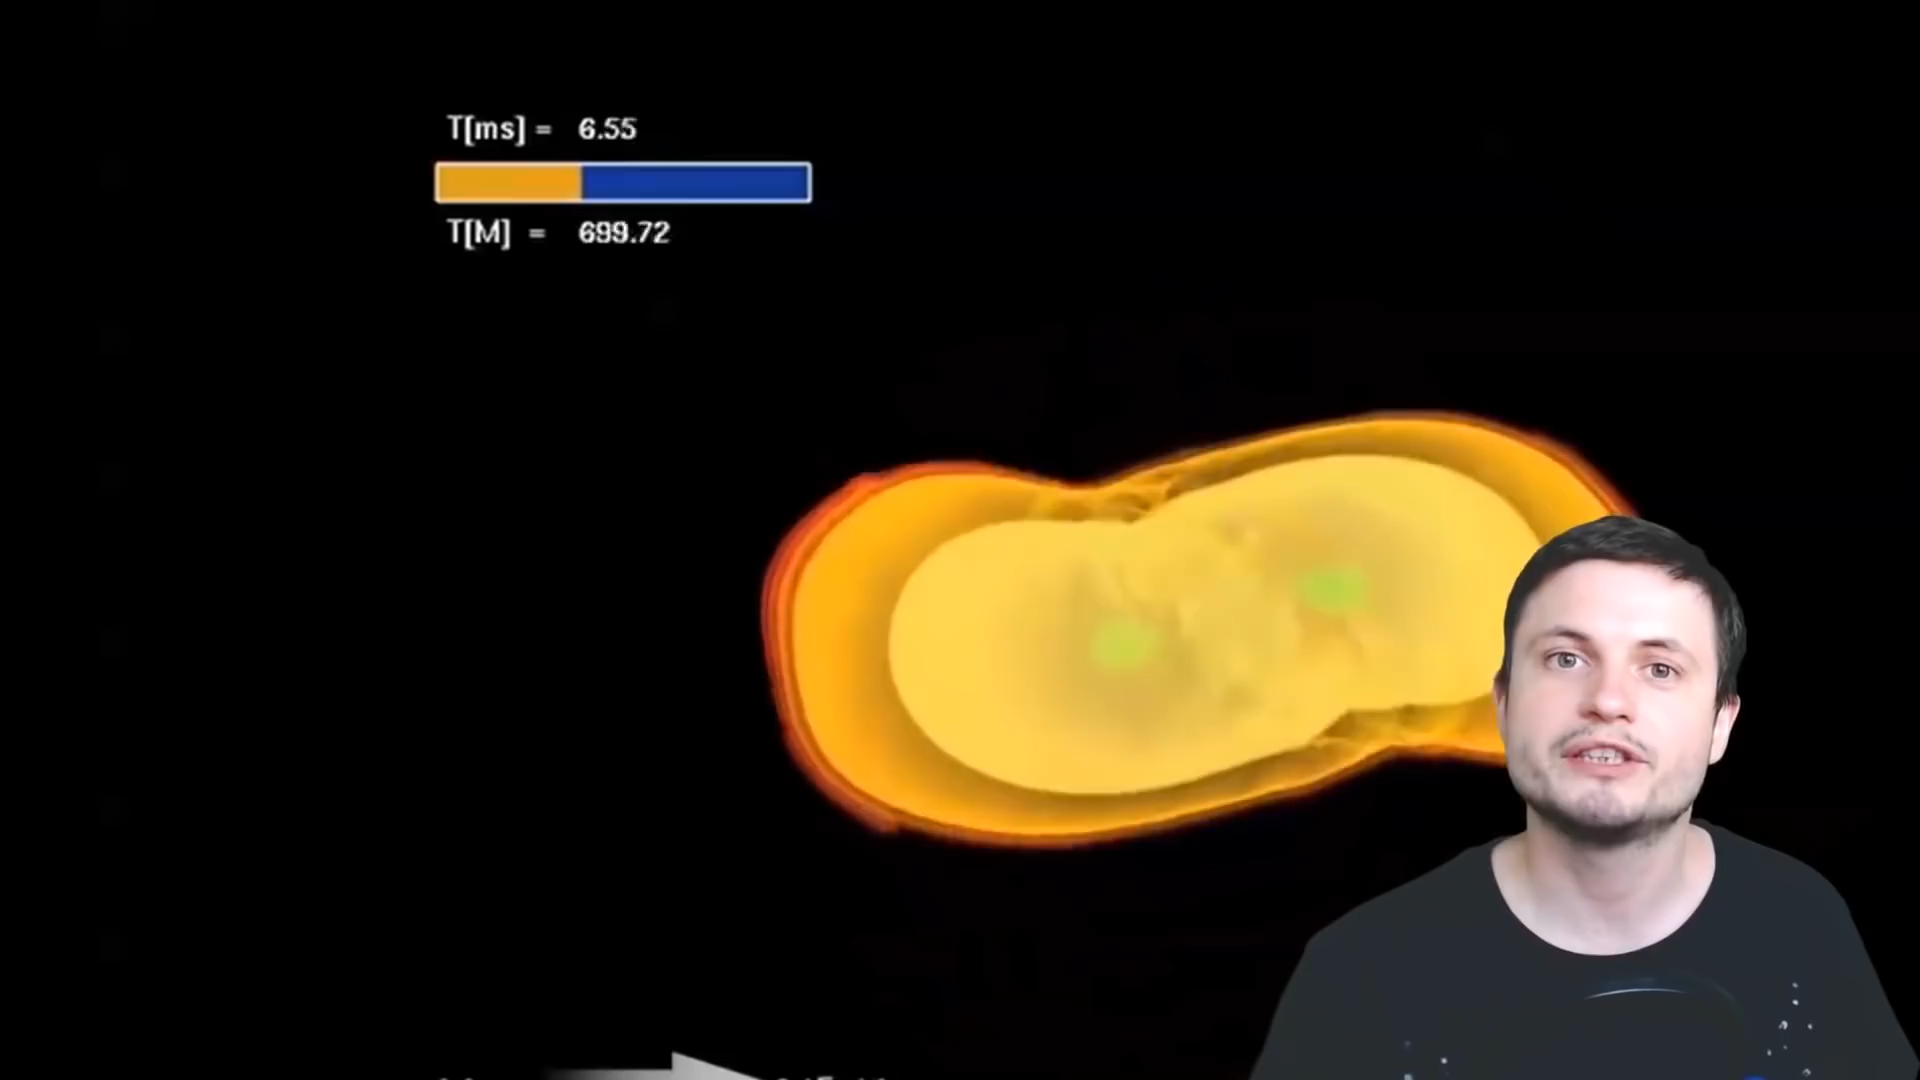 T[ms] = 6.55
T[M] = 699.72